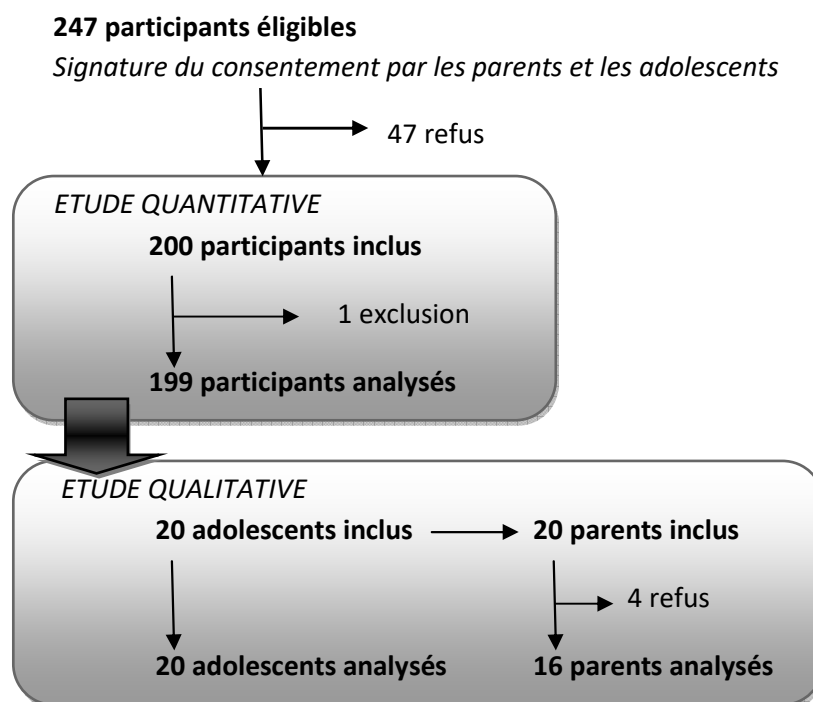 247 participants éligibles
Signature du consentement par les parents et les adolescents
47 refus
ETUDE QUANTITATIVE
200 participants inclus
1 exclusion
199 participants analysés
ETUDE QUALITATIVE
20 adolescents inclus 20 parents inclus
4 refus
20 adolescents analysés 16 parents analysés